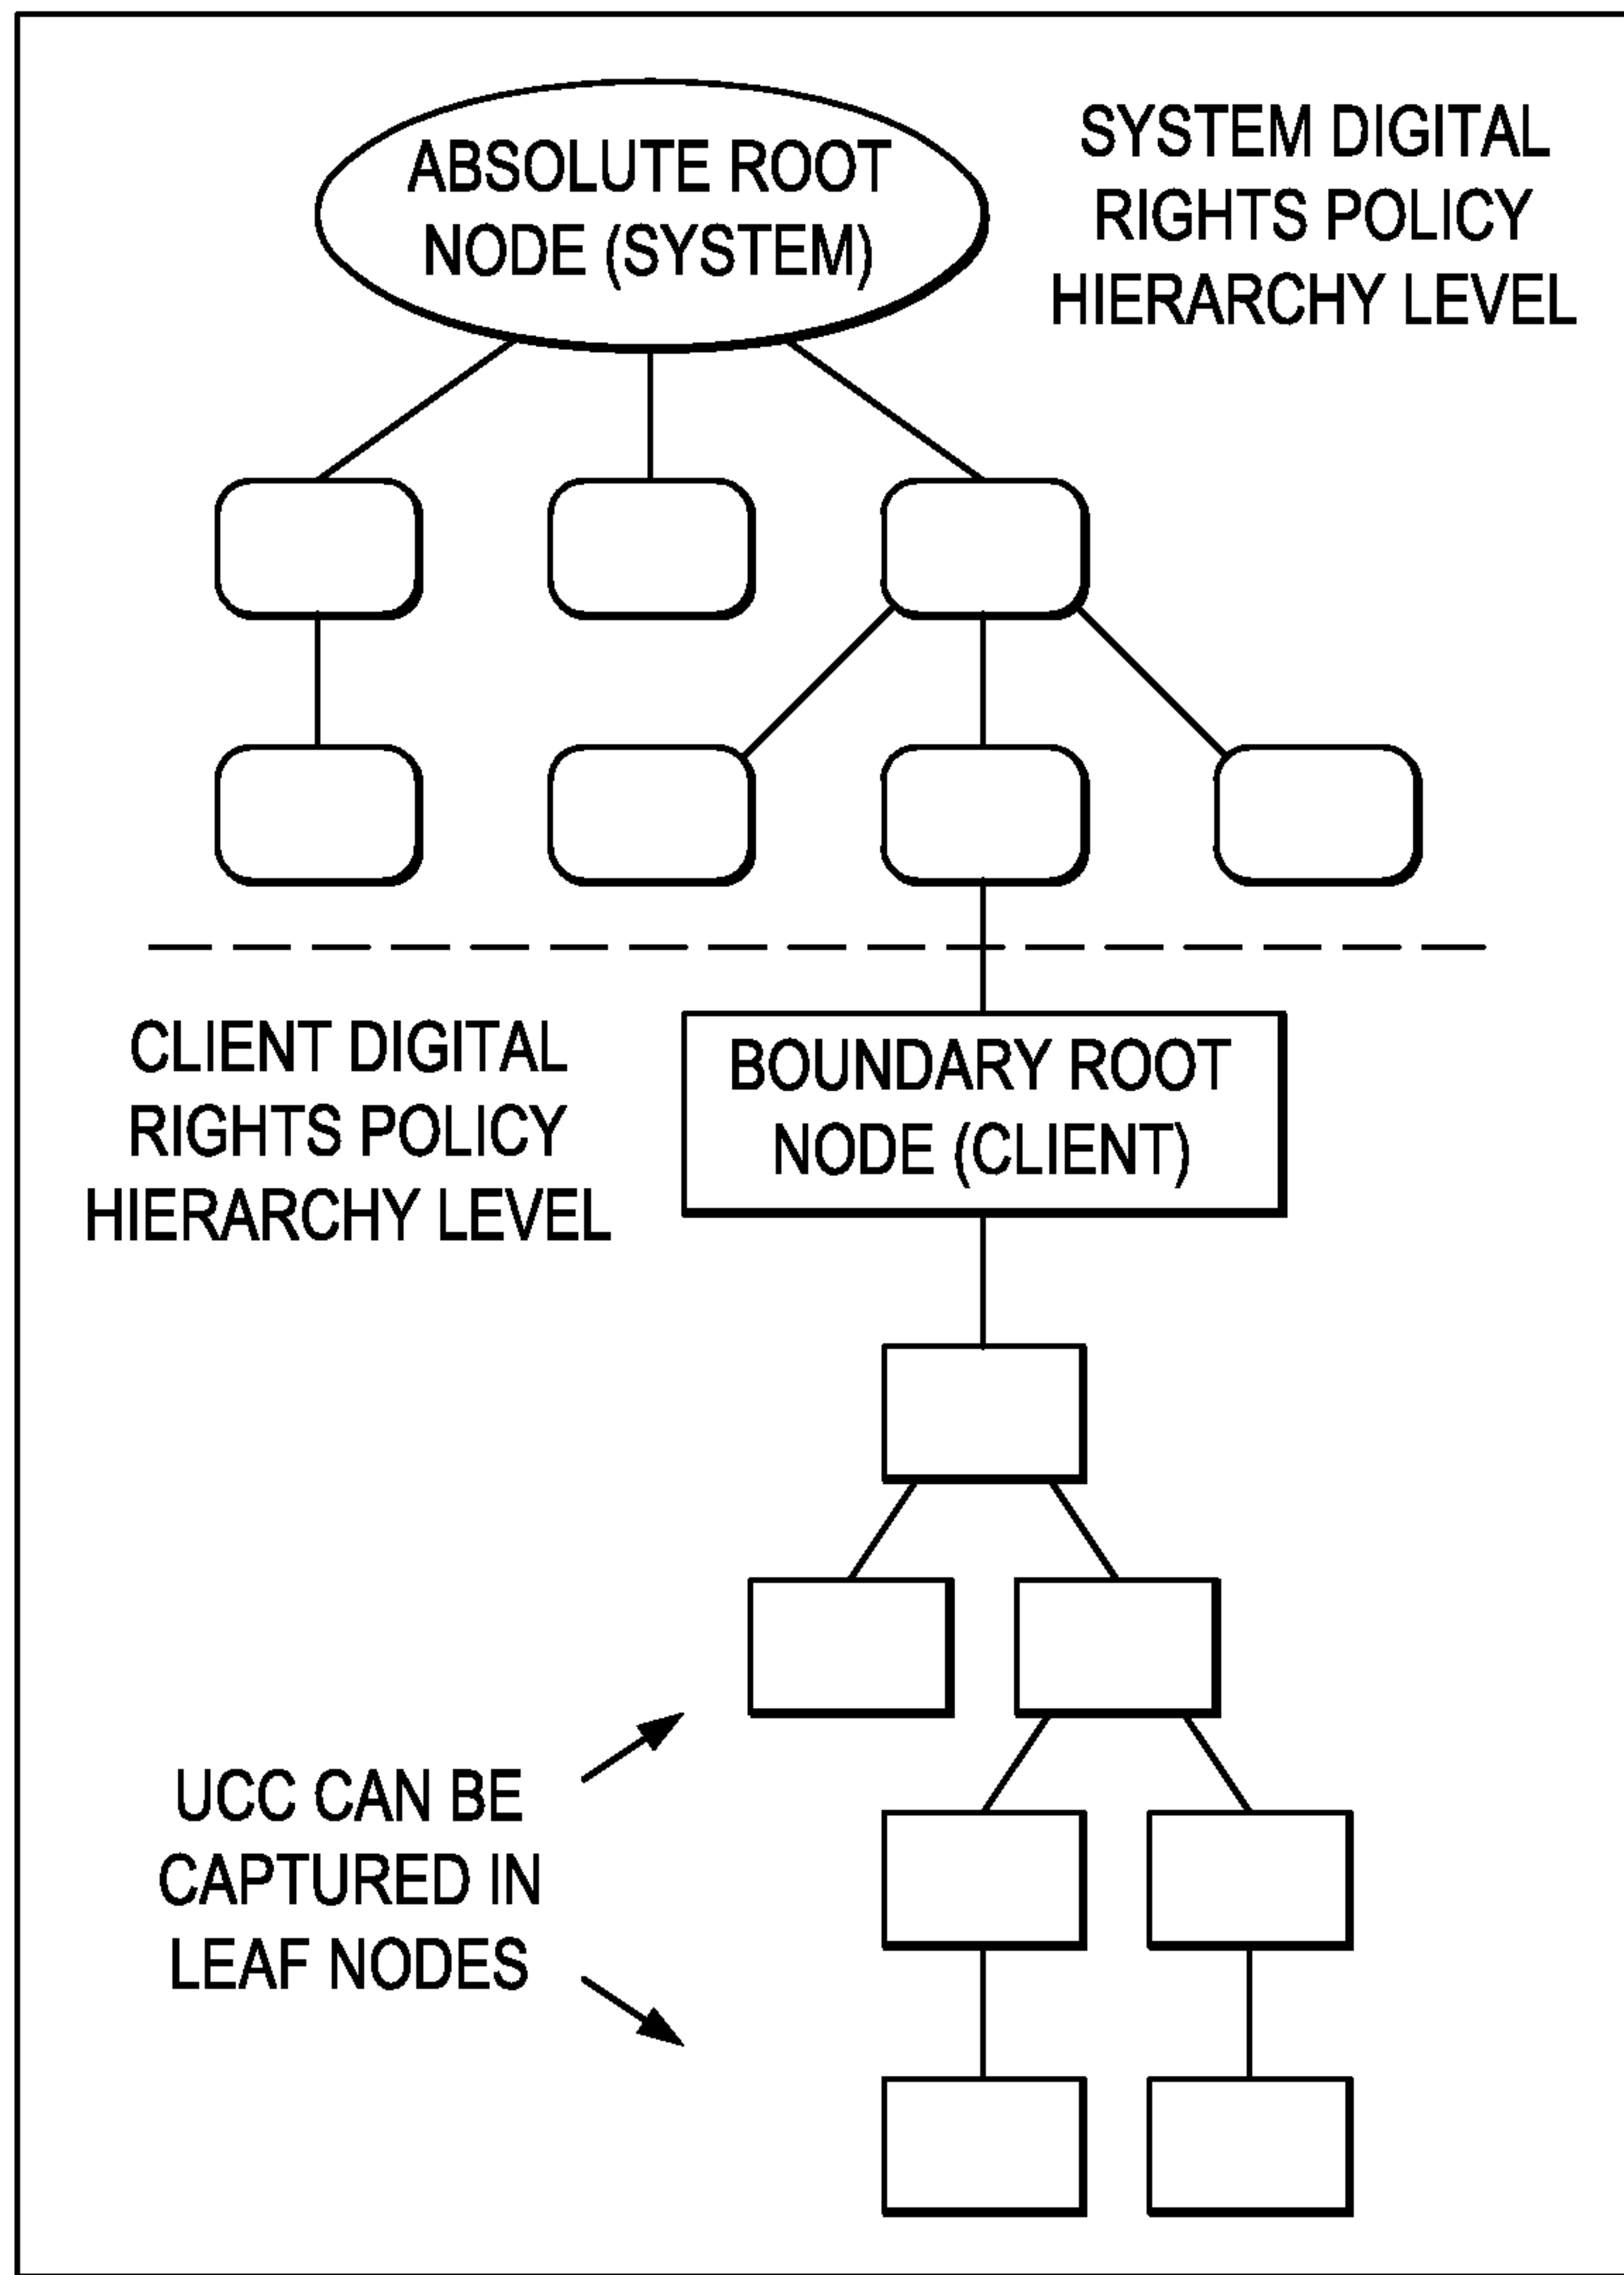 ABSOLUTE ROOT
NODE (SYSTEM)
SYSTEM DIGITAL
RIGHTS POLICY
HIERARCHY LEVEL
CLIENT DIGITAL
RIGHTS POLICY
HIERARCHY LEVEL
BOUNDARY ROOT
NODE (CLIENT)
UCC CAN BE
CAPTURED IN
LEAF NODES